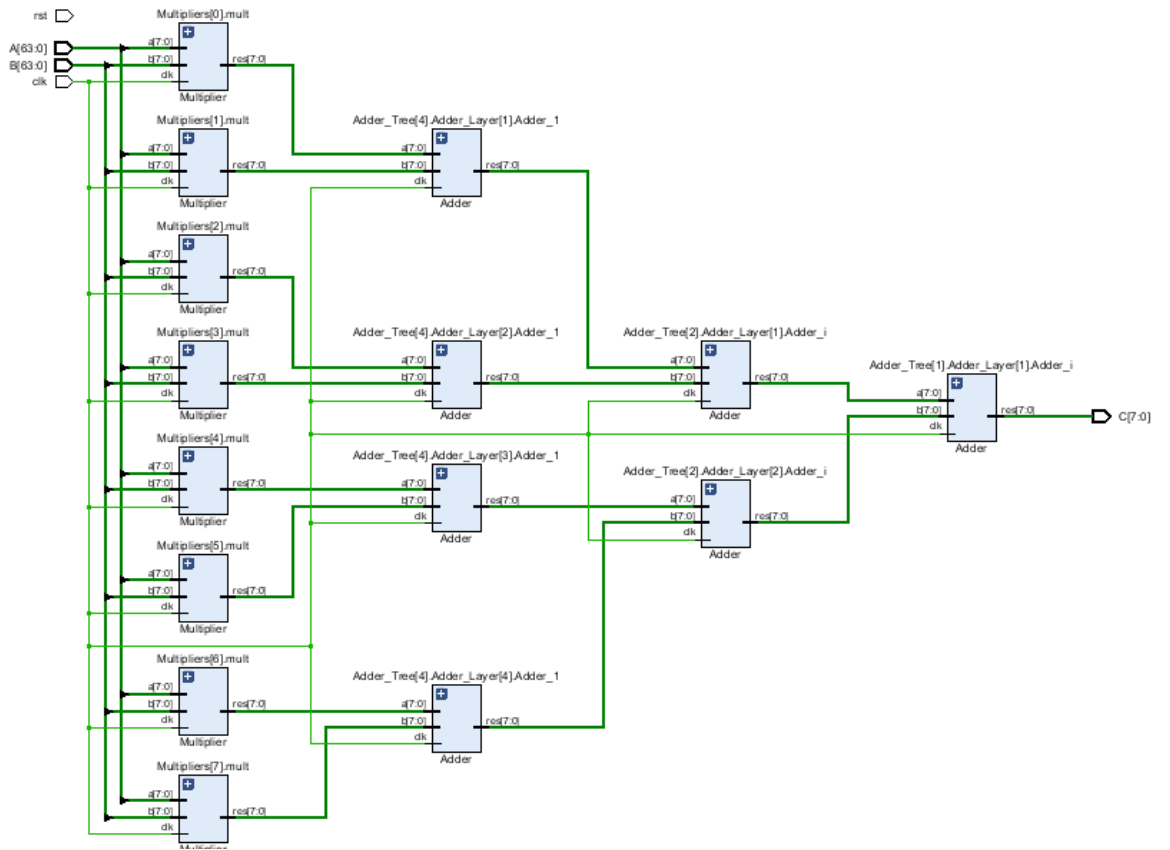 rst
A[63:0]
B[63:0]
clk
Multipliers[0].mult
a[7:0]
b[7:0]
clk
res[7:0]
Multiplier
Multipliers[1].mult
a[7:0]
b[7:0]
clk
res[7:0]
Multiplier
Multipliers[2].mult
a[7:0]
b[7:0]
clk
res[7:0]
Multiplier
Multipliers[3].mult
a[7:0]
b[7:0]
clk
res[7:0]
Multiplier
Multipliers[4].mult
a[7:0]
b[7:0]
clk
res[7:0]
Multiplier
Multipliers[5].mult
a[7:0]
b[7:0]
clk
res[7:0]
Multiplier
Multipliers[6].mult
a[7:0]
b[7:0]
clk
res[7:0]
Multiplier
Multipliers[7].mult
a[7:0]
b[7:0]
clk
res[7:0]
Multiplier
Adder_Tree[4].Adder_Layer[1].Adder_1
a[7:0]
b[7:0]
clk
res[7:0]
Adder
Adder_Tree[4].Adder_Layer[2].Adder_1
a[7:0]
b[7:0]
clk
res[7:0]
Adder
Adder_Tree[4].Adder_Layer[3].Adder_1
a[7:0]
b[7:0]
clk
res[7:0]
Adder
Adder_Tree[4].Adder_Layer[4].Adder_1
a[7:0]
b[7:0]
clk
res[7:0]
Adder
Adder_Tree[2].Adder_Layer[1].Adder_i
a[7:0]
b[7:0]
clk
res[7:0]
Adder
Adder_Tree[2].Adder_Layer[2].Adder_i
a[7:0]
b[7:0]
clk
res[7:0]
Adder
Adder_Tree[1].Adder_Layer[1].Adder_i
a[7:0]
b[7:0]
clk
res[7:0]
Adder
C[7:0]